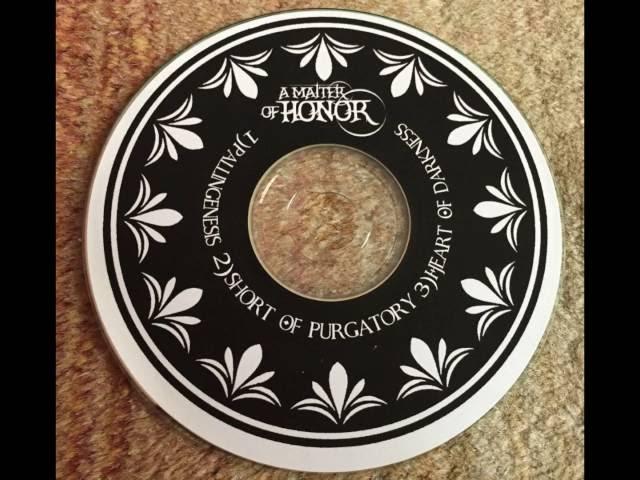 A MATTER
OF HONOR
1)PALINGENESIS 2)SHORT OF PURGATORY 3)HEART OF DARKNESS